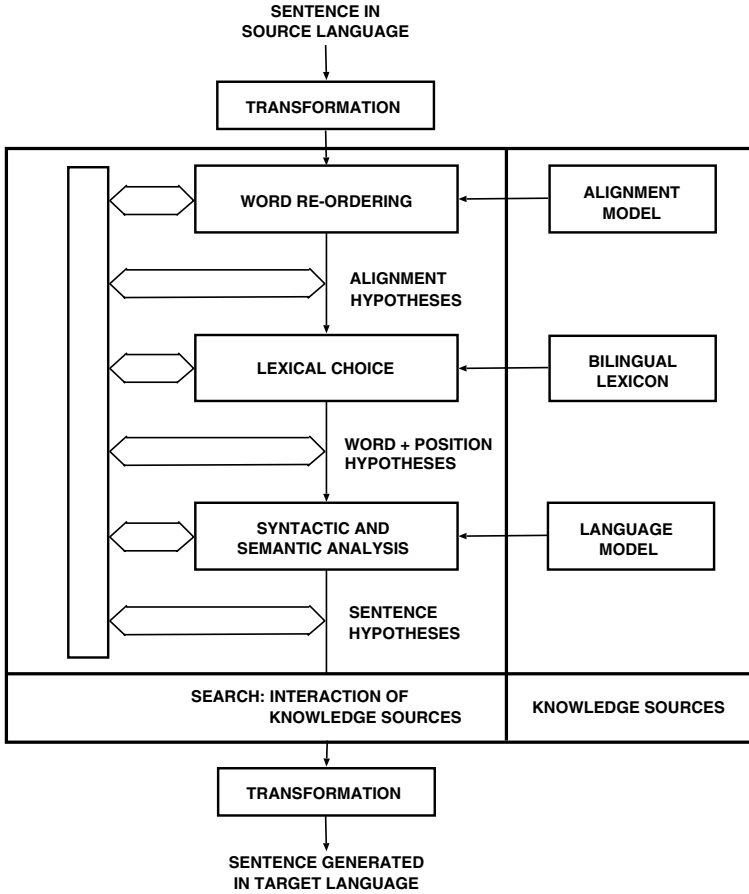 SENTENCE IN
SOURCE LANGUAGE
TRANSFORMATION
WORD RE-ORDERING
ALIGNMENT
MODEL
ALIGNMENT
HYPOTHESES
LEXICAL CHOICE
BILINGUAL
LEXICON
WORD + POSITION
HYPOTHESES
SYNTACTIC AND
SEMANTIC ANALYSIS
LANGUAGE
MODEL
SENTENCE
HYPOTHESES
SEARCH: INTERACTION OF
KNOWLEDGE SOURCES
KNOWLEDGE SOURCES
TRANSFORMATION
SENTENCE GENERATED
IN TARGET LANGUAGE